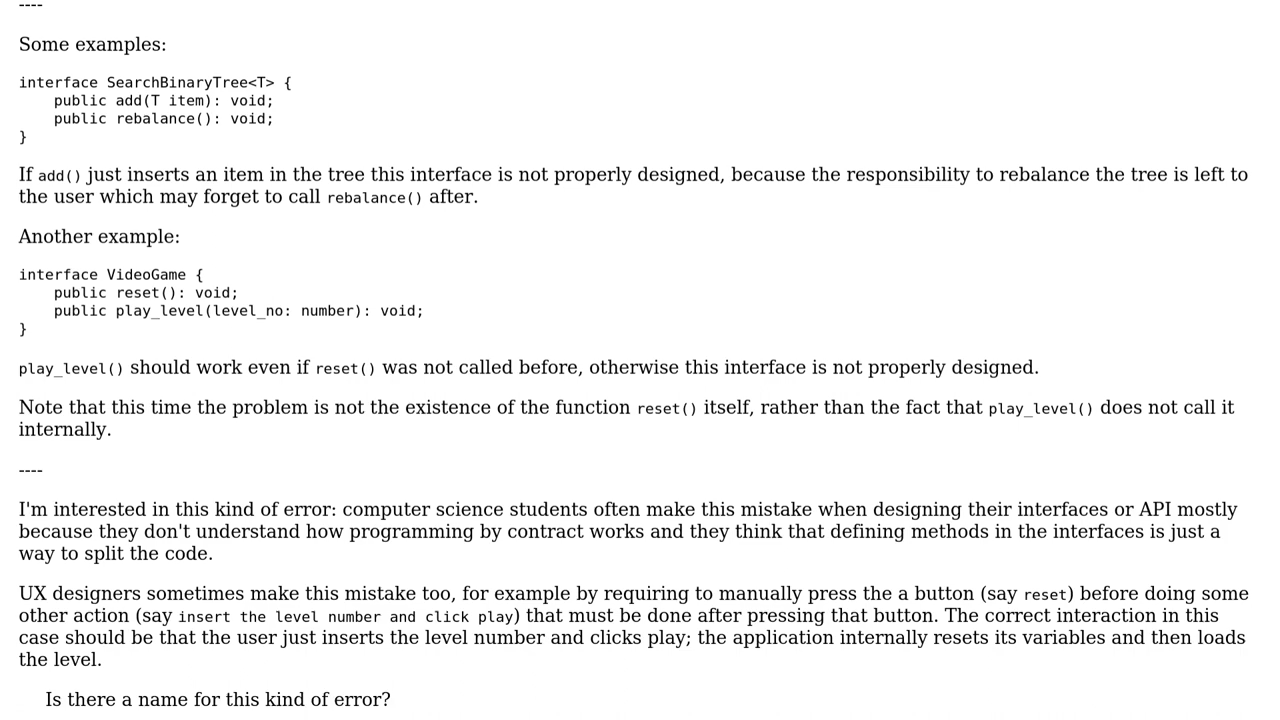 ----
Some examples:
interface SearchBinaryTree<T> {
    public add(T item): void;
    public rebalance(): void;
}
If add() just inserts an item in the tree this interface is not properly designed, because the responsibility to rebalance the tree is left to
the user which may forget to call rebalance() after.
Another example:
interface VideoGame {
    public reset(): void;
    public play_level(level_no: number): void;
}
play_level() should work even if reset() was not called before, otherwise this interface is not properly designed.
Note that this time the problem is not the existence of the function reset() itself, rather than the fact that play_level() does not call it
internally.
----
I'm interested in this kind of error: computer science students often make this mistake when designing their interfaces or API mostly
because they don't understand how programming by contract works and they think that defining methods in the interfaces is just a
way to split the code.
UX designers sometimes make this mistake too, for example by requiring to manually press the a button (say reset) before doing some
other action (say insert the level number and click play) that must be done after pressing that button. The correct interaction in this
case should be that the user just inserts the level number and clicks play; the application internally resets its variables and then loads
the level.
Is there a name for this kind of error?